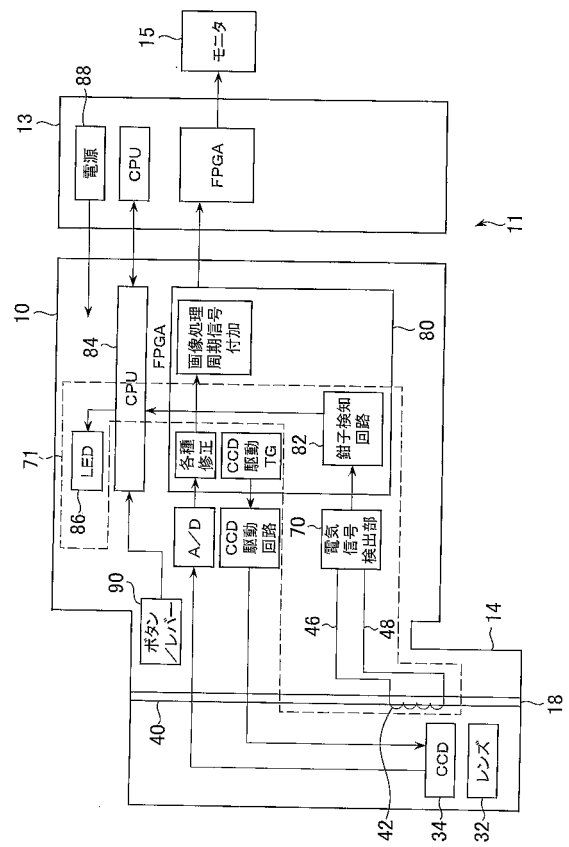 13
88
電源
CPU
FPGA
15
モニタ
11
10
84
CPU
FPGA
画像処理
周期信号
付加
80
71
LED
86
各種
修正
CCD
駆動
TG
82
鉗子検知
回路
A/D
CCD
駆動
回路
70
電気
信号
検出部
90
ボタン
/レバー
46
48
14
40
18
42
CCD
34
レンズ
32